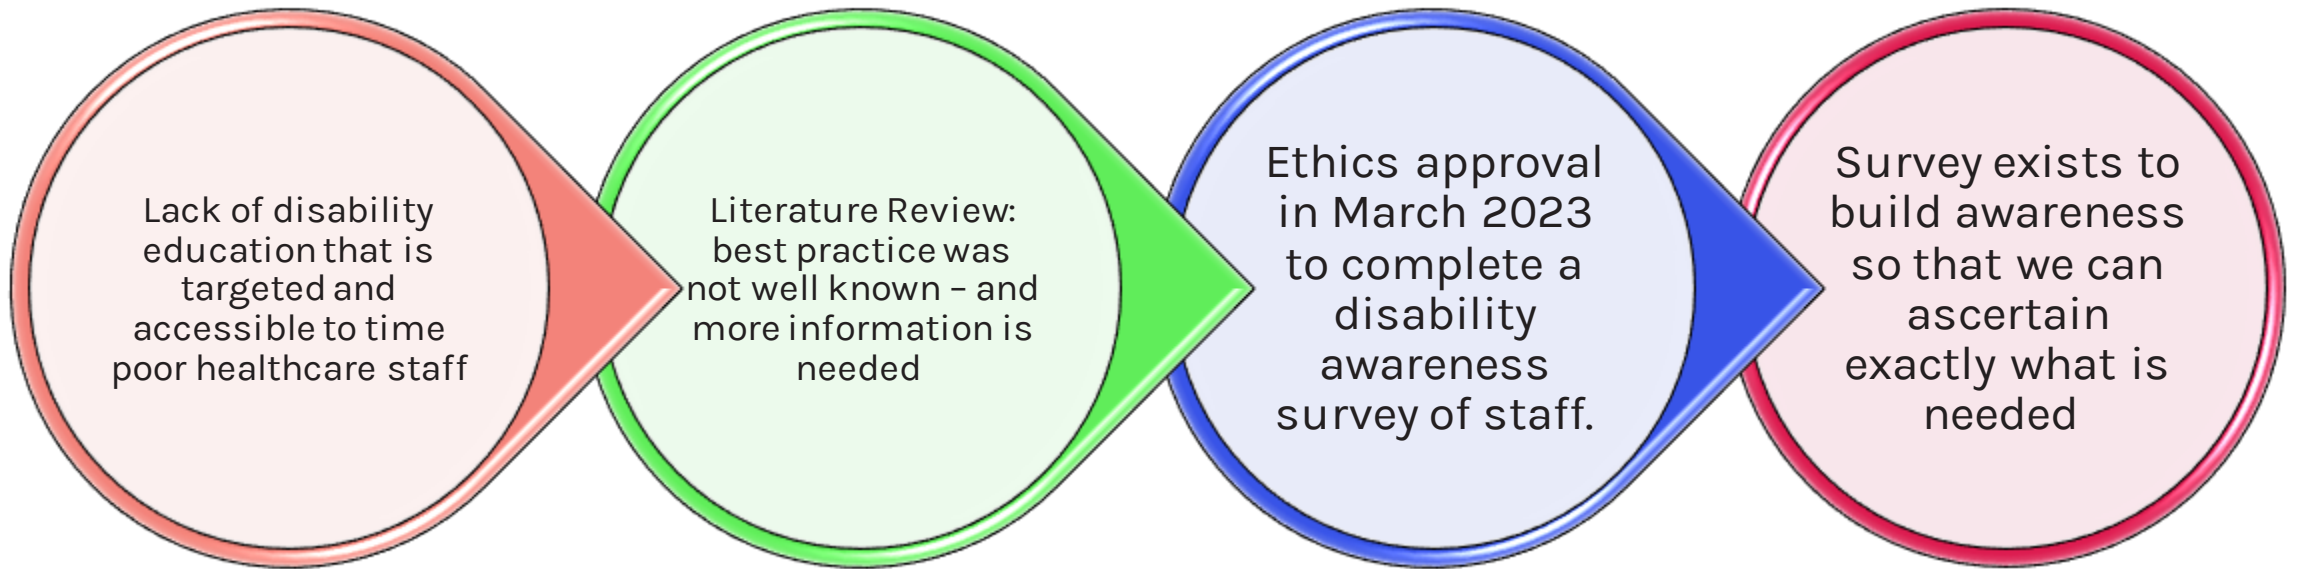 Lack of disability
education that is
targeted and
accessible to time
poor healthcare staff
Literature Review:
best practice was
not well known – and
more information is
needed
Ethics approval
in March 2023
to complete a
disability
awareness
survey of staff.
Survey exists to
build awareness
so that we can
ascertain
exactly what is
needed